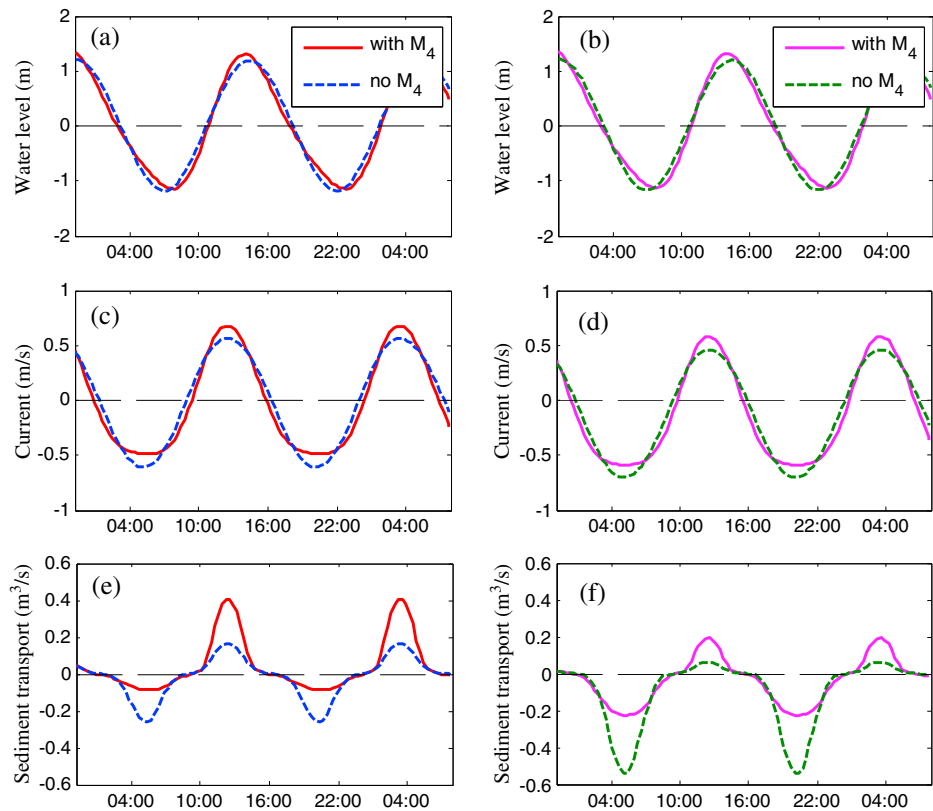 (a)
with M4
no M4
Water level (m)
2
1
0
-1
-2
04:00 10:00 16:00 22:00 04:00
(b)
with M4
no M4
Water level (m)
2
1
0
-1
-2
04:00 10:00 16:00 22:00 04:00
(c)
Current (m/s)
1
0.5
0
-0.5
-1
04:00 10:00 16:00 22:00 04:00
(d)
Current (m/s)
1
0.5
0
-0.5
-1
04:00 10:00 16:00 22:00 04:00
(e)
Sediment transport (m³/s)
0.6
0.4
0.2
0
-0.2
-0.4
-0.6
04:00 10:00 16:00 22:00 04:00
(f)
Sediment transport (m³/s)
0.6
0.4
0.2
0
-0.2
-0.4
-0.6
04:00 10:00 16:00 22:00 04:00